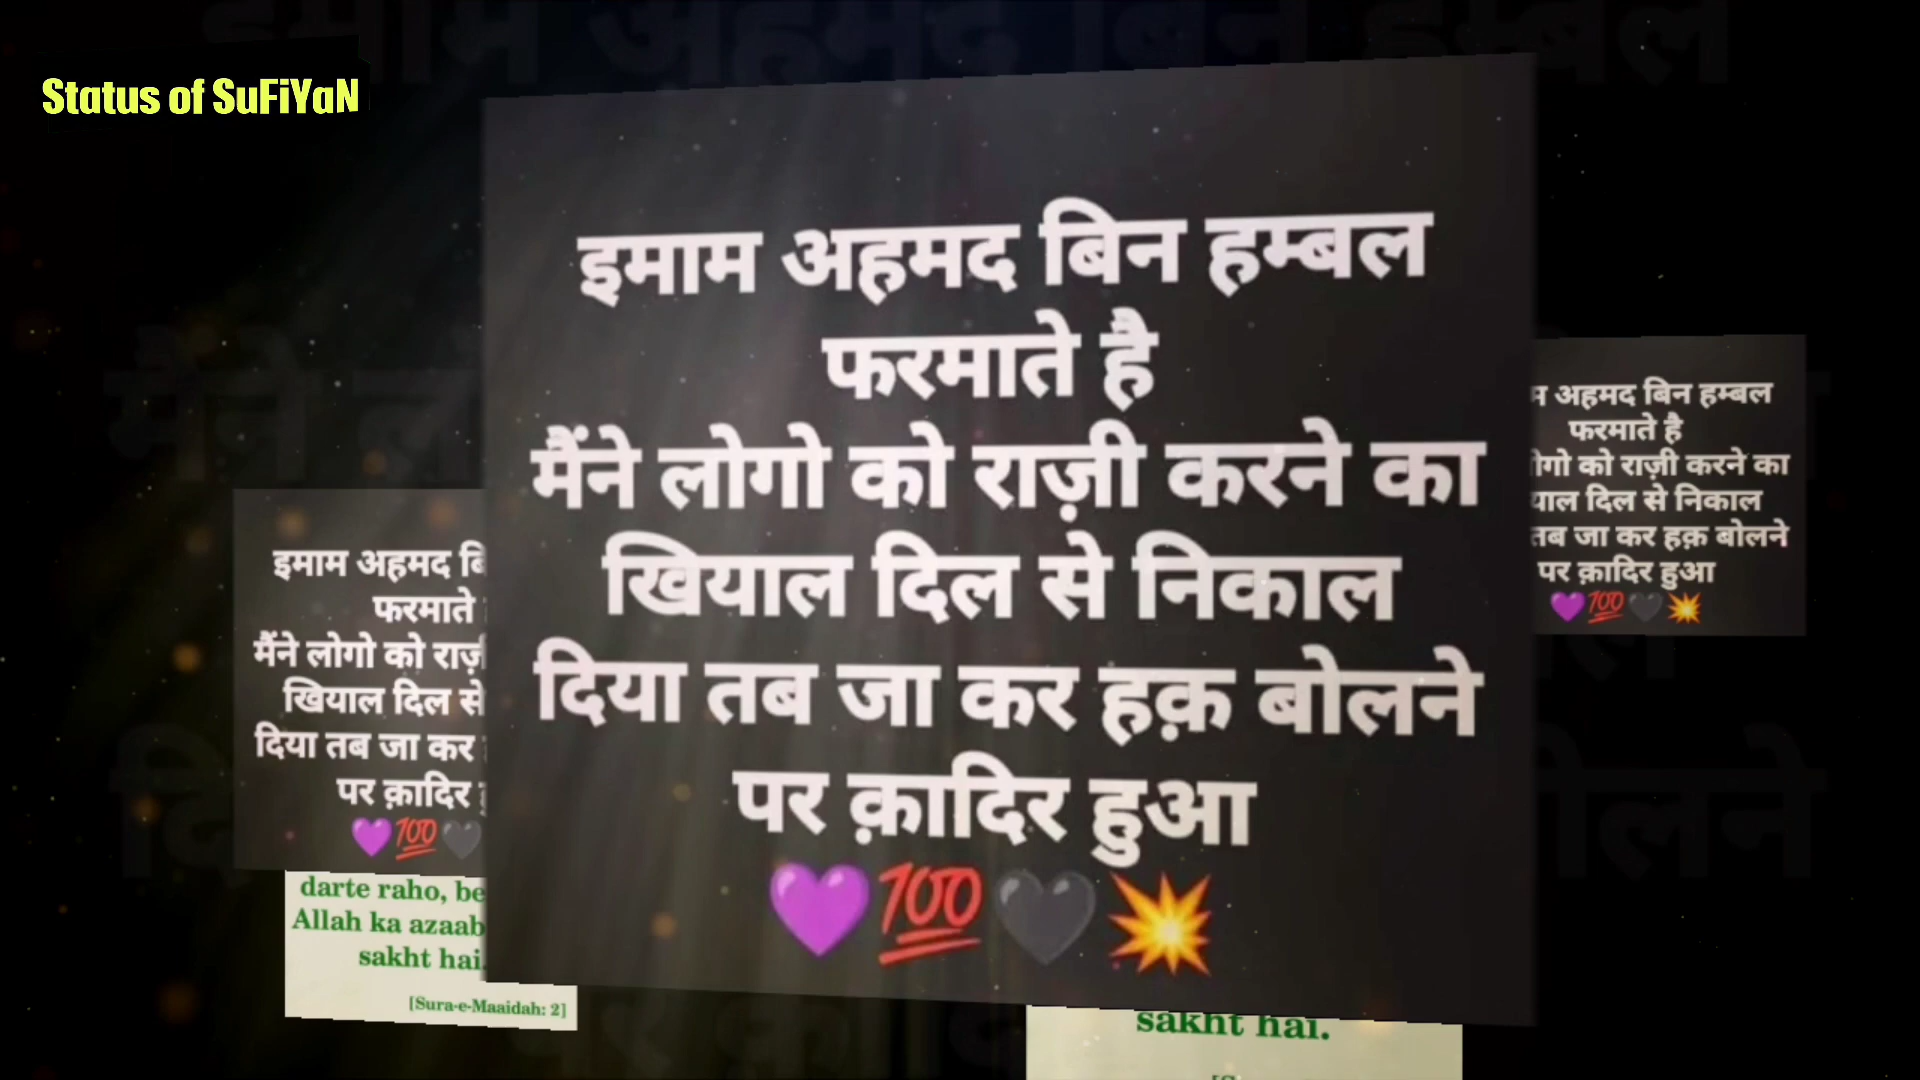 Status of SuFiYaN
इमाम अहमद बिन हम्बल
फरमाते है
मैंने लोगो को राज़ी करने का
खियाल दिल से निकाल
दिया तब जा कर हक़ बोलने
पर क़ादिर हुआ
💜💯🖤💥
इमाम अहमद
फरमाते
मैंने लोगो को
खियाल दिल से
दिया तब जा कर
पर क़ादिर
💜💯🖤
darte raho, be
Allah ka azaab
sakht hai.
[Sura-e-Maaidah: 2]
अहमद बिन हम्बल
फरमाते है
को राज़ी करने का
दिल से निकाल
तब जा कर हक़ बोलने
पर क़ादिर हुआ
💜💯🖤💥
sakht hai.